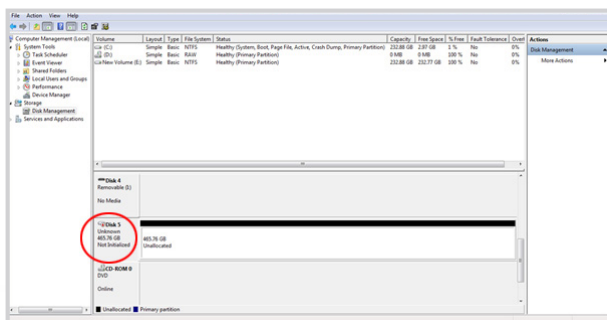 File Action View Help
Computer Management (Local)
System Tools
Task Scheduler
Event Viewer
Shared Folders
Local Users and Groups
Performance
Device Manager
Storage
Disk Management
Services and Applications
Volume Layout Type File System Status Capacity Free Space % Free Fault Tolerance Overl
(C:) Simple Basic NTFS Healthy (System, Boot, Page File, Active, Crash Dump, Primary Partition) 232.88 GB 2.97 GB 1 % No 0%
(D:) Simple Basic RAW Healthy (Primary Partition) 0 MB 0 MB 100 % No 0%
New Volume (E:) Simple Basic NTFS Healthy (Primary Partition) 232.88 GB 232.77 GB 100 % No 0%
Actions
Disk Management
More Actions
Disk 4
Removable (I:)
No Media
Disk 5
Unknown
465.76 GB
Not Initialized
465.76 GB
Unallocated
CD-ROM 0
DVD
Online
Unallocated Primary partition